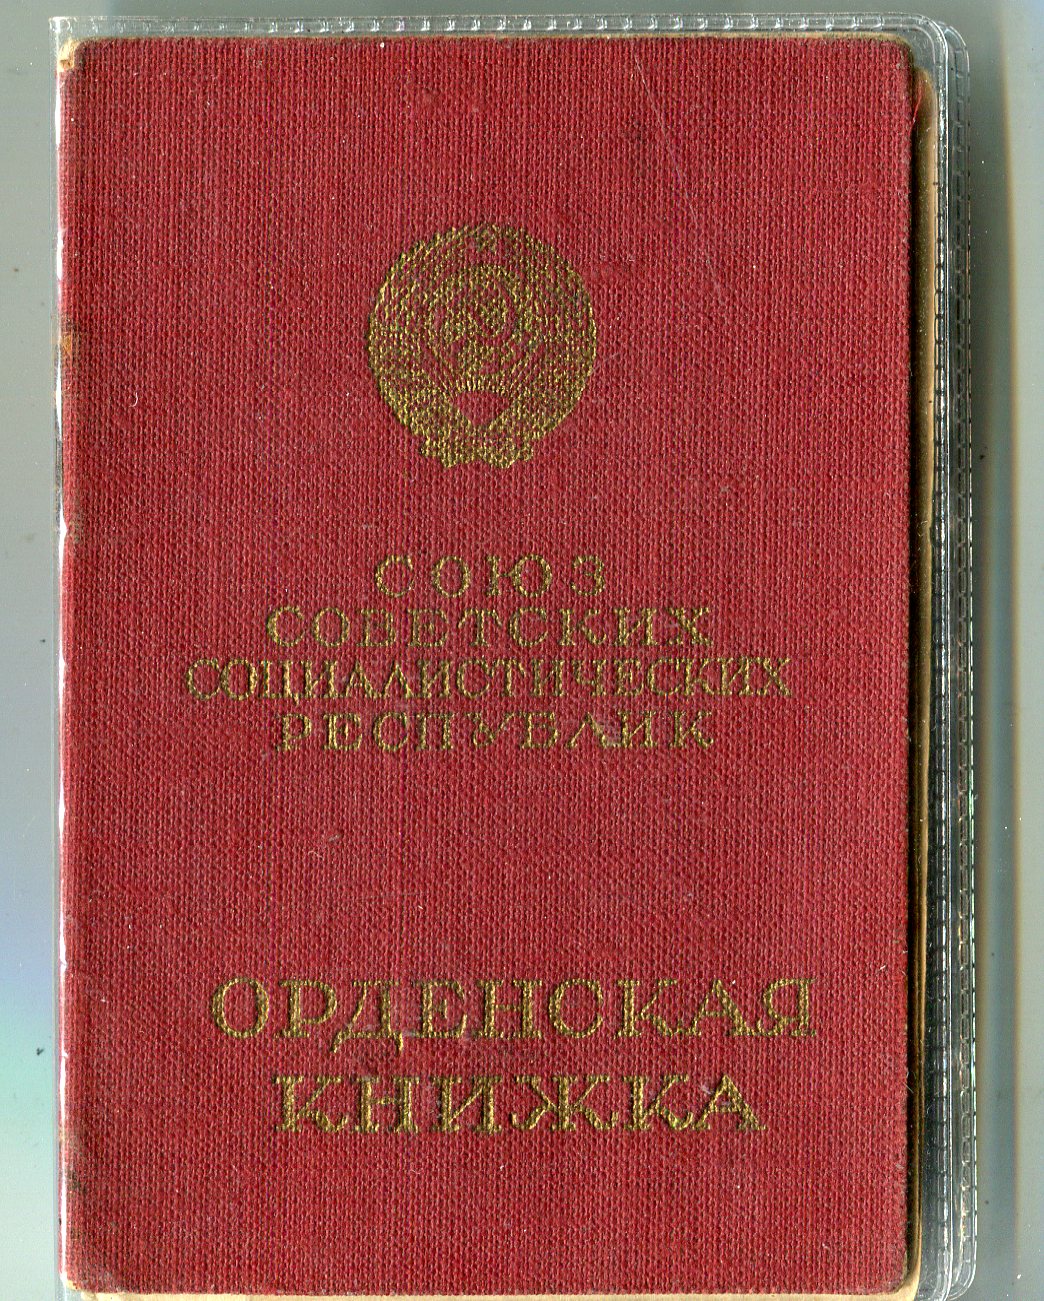 СОЮЗ
СОВЕТСКИХ
СОЦИАЛИСТИЧЕСКИХ
РЕСПУБЛИК
ОРДЕНСКАЯ
КНИЖКА